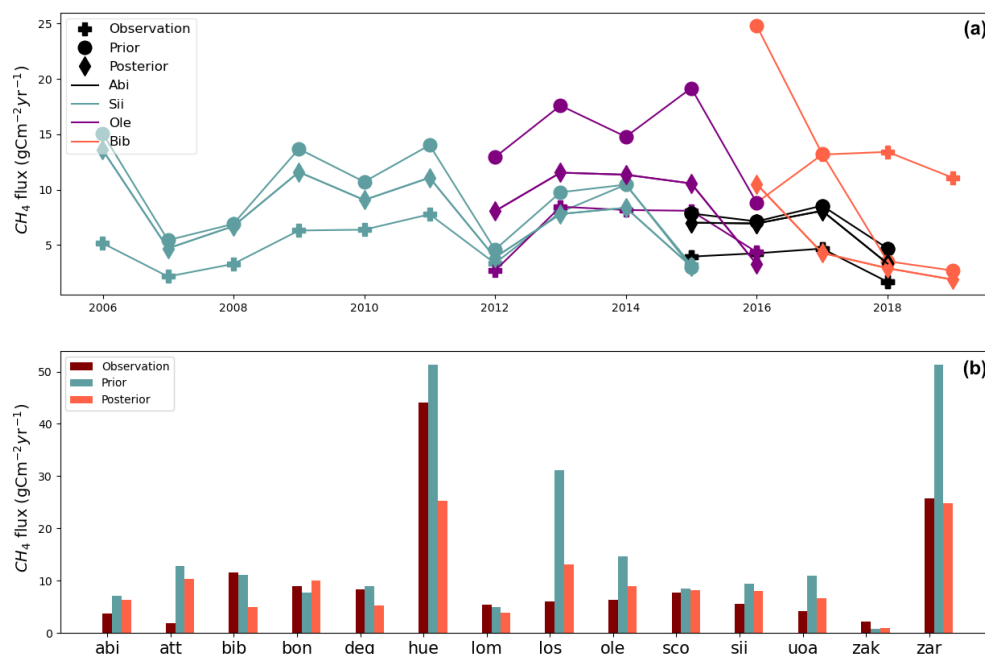 25
20
15
10
5
CH₄ flux (gCm⁻²yr⁻¹)
Observation
Prior
Posterior
Abi
Sii
Ole
Bib
(a)
2006 2008 2010 2012 2014 2016 2018
50
40
30
20
10
0
CH₄ flux (gCm⁻²yr⁻¹)
Observation
Prior
Posterior
(b)
abi att bib bon deg hue lom los ole sco sii uoa zak zar